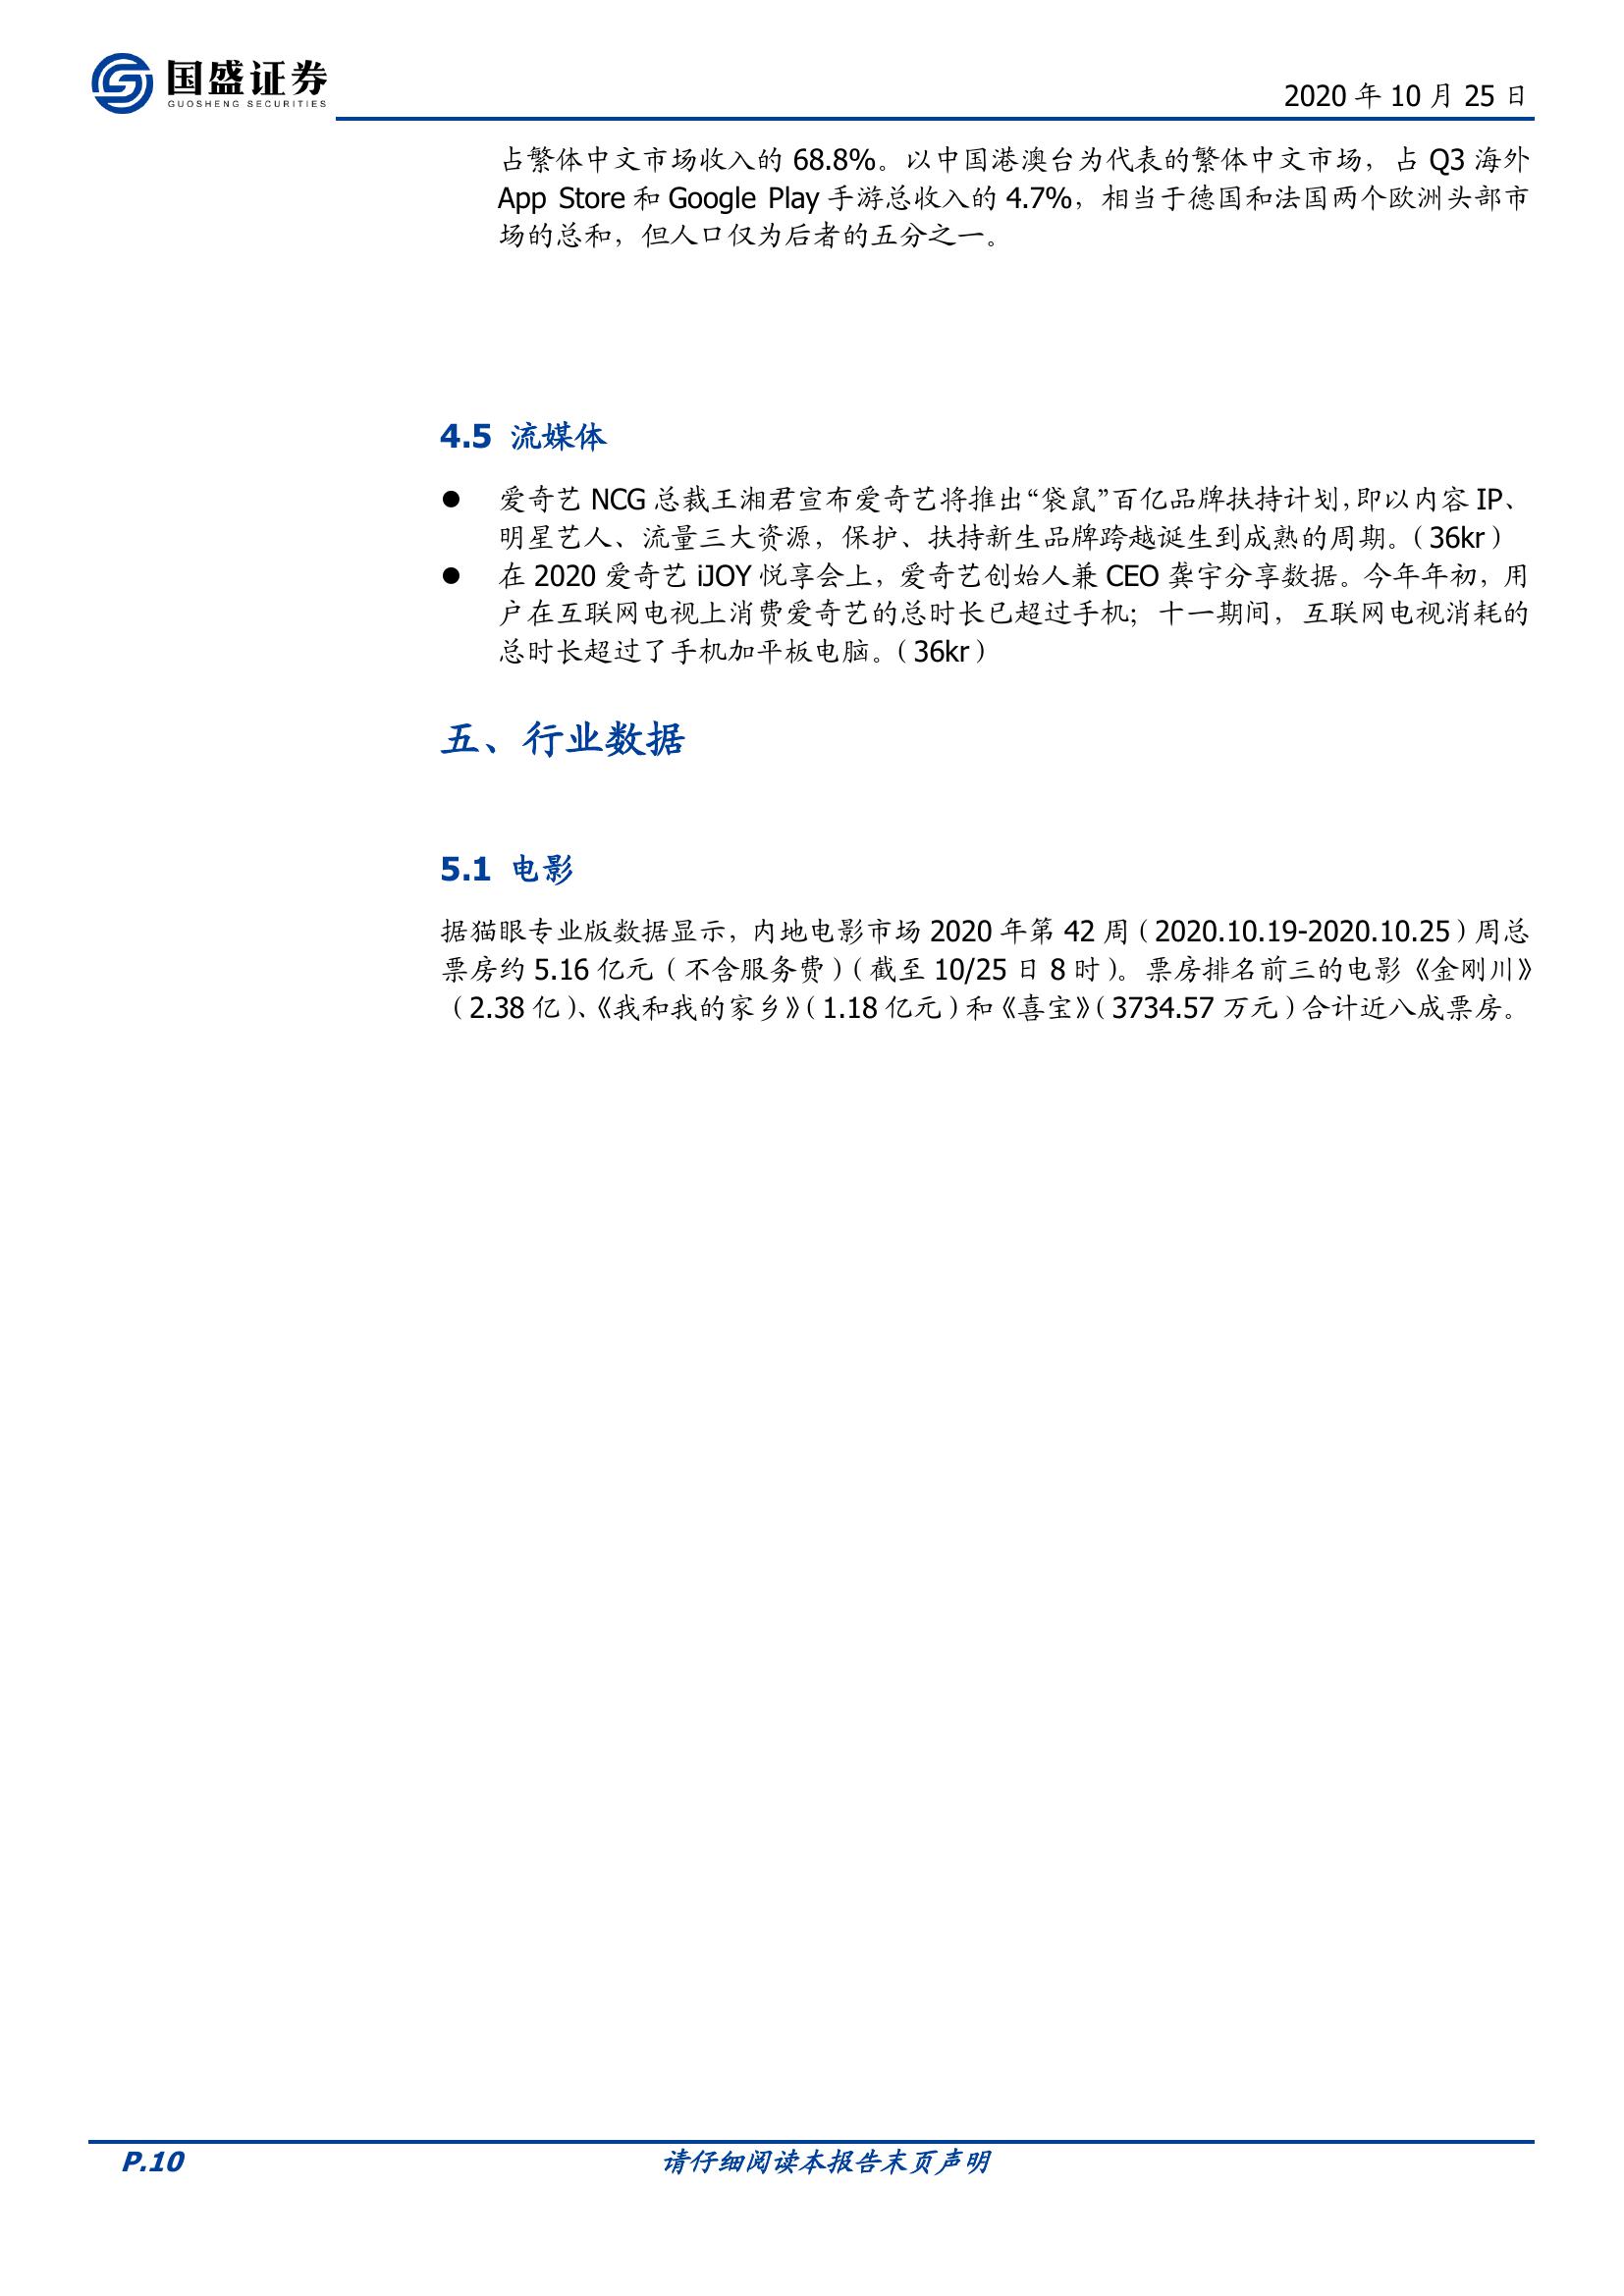 国盛证券
GUOSHENG SECURITIES
2020 年 10 月 25 日
占繁体中文市场收入的 68.8%。以中国港澳台为代表的繁体中文市场，占 Q3 海外
App Store 和 Google Play 手游总收入的 4.7%，相当于德国和法国两个欧洲头部市
场的总和，但人口仅为后者的五分之一。
4.5 流媒体
● 爱奇艺 NCG 总裁王湘君宣布爱奇艺将推出“袋鼠”百亿品牌扶持计划，即以内容 IP、
明星艺人、流量三大资源，保护、扶持新生品牌跨越诞生到成熟的周期。（36kr）
● 在 2020 爱奇艺 iJOY 悦享会上，爱奇艺创始人兼 CEO 龚宇分享数据。今年年初，用
户在互联网电视上消费爱奇艺的总时长已超过手机；十一期间，互联网电视消耗的
总时长超过了手机加平板电脑。（36kr）
五、行业数据
5.1 电影
据猫眼专业版数据显示，内地电影市场 2020 年第 42 周（2020.10.19-2020.10.25）周总
票房约 5.16 亿元（不含服务费）（截至 10/25 日 8 时）。票房排名前三的电影《金刚川》
（2.38 亿）、《我和我的家乡》（1.18 亿元）和《喜宝》（3734.57 万元）合计近八成票房。
P.10
请仔细阅读本报告末页声明